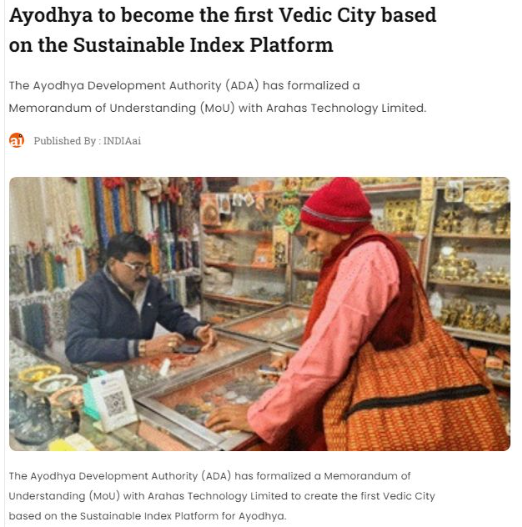 Ayodhya to become the first Vedic City based
on the Sustainable Index Platform
The Ayodhya Development Authority (ADA) has formalized a
Memorandum of Understanding (MoU) with Arahas Technology Limited.
ai Published By : INDIAai
The Ayodhya Development Authority (ADA) has formalized a Memorandum of
Understanding (MoU) with Arahas Technology Limited to create the first Vedic City
based on the Sustainable Index Platform for Ayodhya.